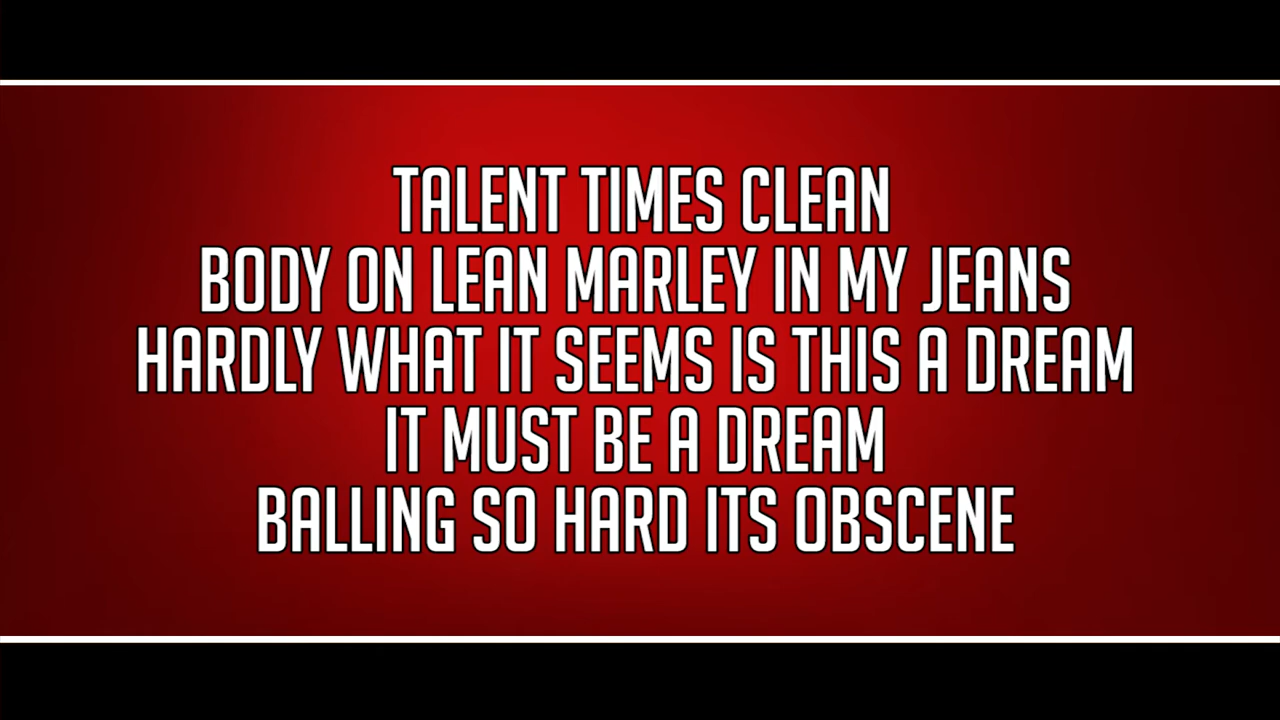 TALENT TIMES CLEAN
BODY ON LEAN MARLEY IN MY JEANS
HARDLY WHAT IT SEEMS IS THIS A DREAM
IT MUST BE A DREAM
BALLING SO HARD ITS OBSCENE